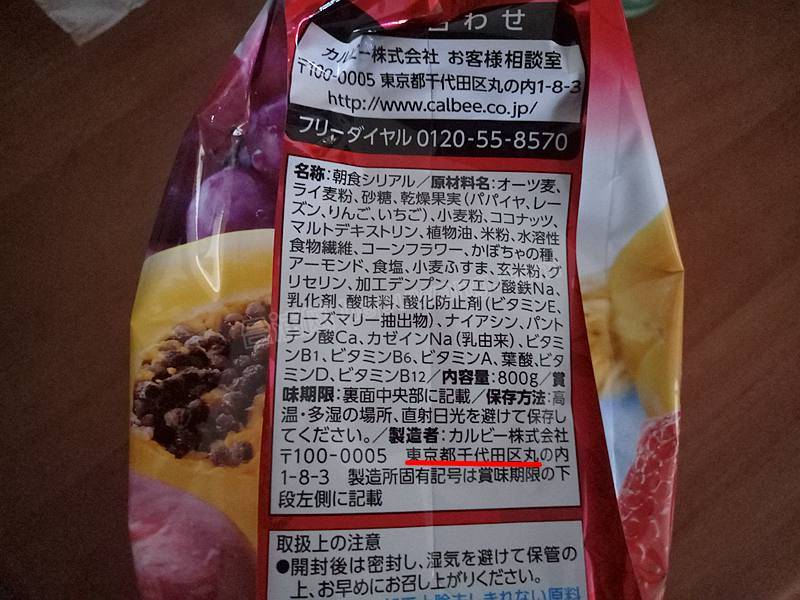 合わせ
カルビー株式会社 お客様相談室
〒100-0005 東京都千代田区丸の内1-8-3
http://www.calbee.co.jp/
フリーダイヤル 0120-55-8570
名称:朝食シリアル/原材料名:オーツ麦、
ライ麦粉、砂糖、乾燥果実(パパイヤ、レー
ズン、りんご、いちご)、小麦粉、ココナッツ、
マルトデキストリン、植物油、米粉、水溶性
食物繊維、コーンフラワー、かぼちゃの種、
アーモンド、食塩、小麦ふすま、玄米粉、グ
リセリン、加工デンプン、クエン酸鉄Na、
乳化剤、酸味料、酸化防止剤(ビタミンE、
ローズマリー抽出物)、ナイアシン、パント
テン酸Ca、カゼインNa(乳由来)、ビタミ
ンB1、ビタミンB6、ビタミンA、葉酸、ビタ
ミンD、ビタミンB12/内容量:800g/賞
味期限:裏面中央部に記載/保存方法:高
温・多湿の場所、直射日光を避けて保存し
てください。/製造者:カルビー株式会社
〒100-0005 東京都千代田区丸の内
1-8-3 製造所固有記号は賞味期限の下
段左側に記載
取扱上の注意
●開封後は密封し、湿気を避けて保管の
上、お早めにお召し上がりください。